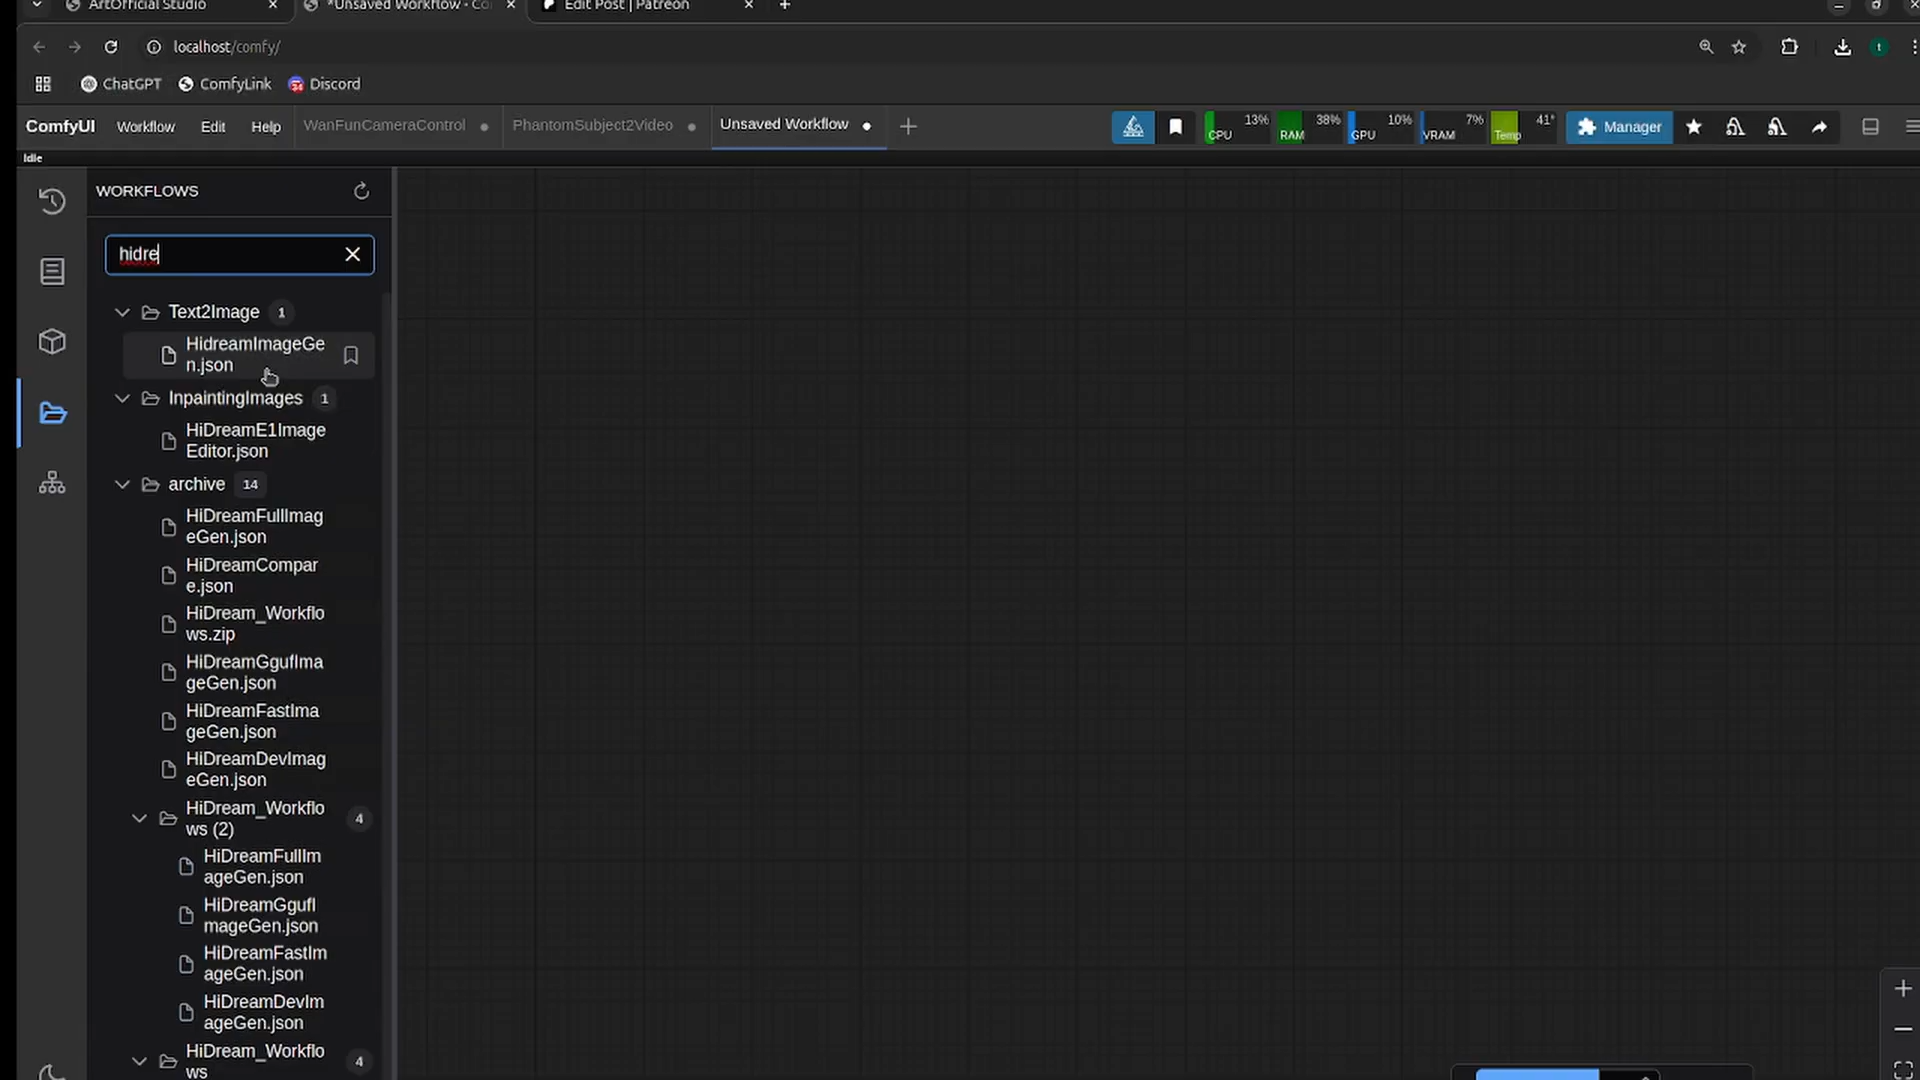 ArtOfficial Studio
*Unsaved Workflow - Co
Edit Post | Patreon
localhost/comfy/
t
ChatGPT
ComfyLink
Discord
ComfyUI
Workflow
Edit
Help
WanFunCameraControl
PhantomSubject2Video
Unsaved Workflow
CPU 13%
RAM 38%
GPU 10%
VRAM 7%
Temp 41°
Manager
Idle
WORKFLOWS
hidre
Text2Image 1
HidreamImageGe
n.json
InpaintingImages 1
HiDreamE1Image
Editor.json
archive 14
HiDreamFullImag
eGen.json
HiDreamCompar
e.json
HiDream_Workflo
ws.zip
HiDreamGgufIma
geGen.json
HiDreamFastIma
geGen.json
HiDreamDevImag
eGen.json
HiDream_Workflo
ws (2) 4
HiDreamFullIm
ageGen.json
HiDreamGgufI
mageGen.json
HiDreamFastIm
ageGen.json
HiDreamDevIm
ageGen.json
HiDream_Workflo
ws 4